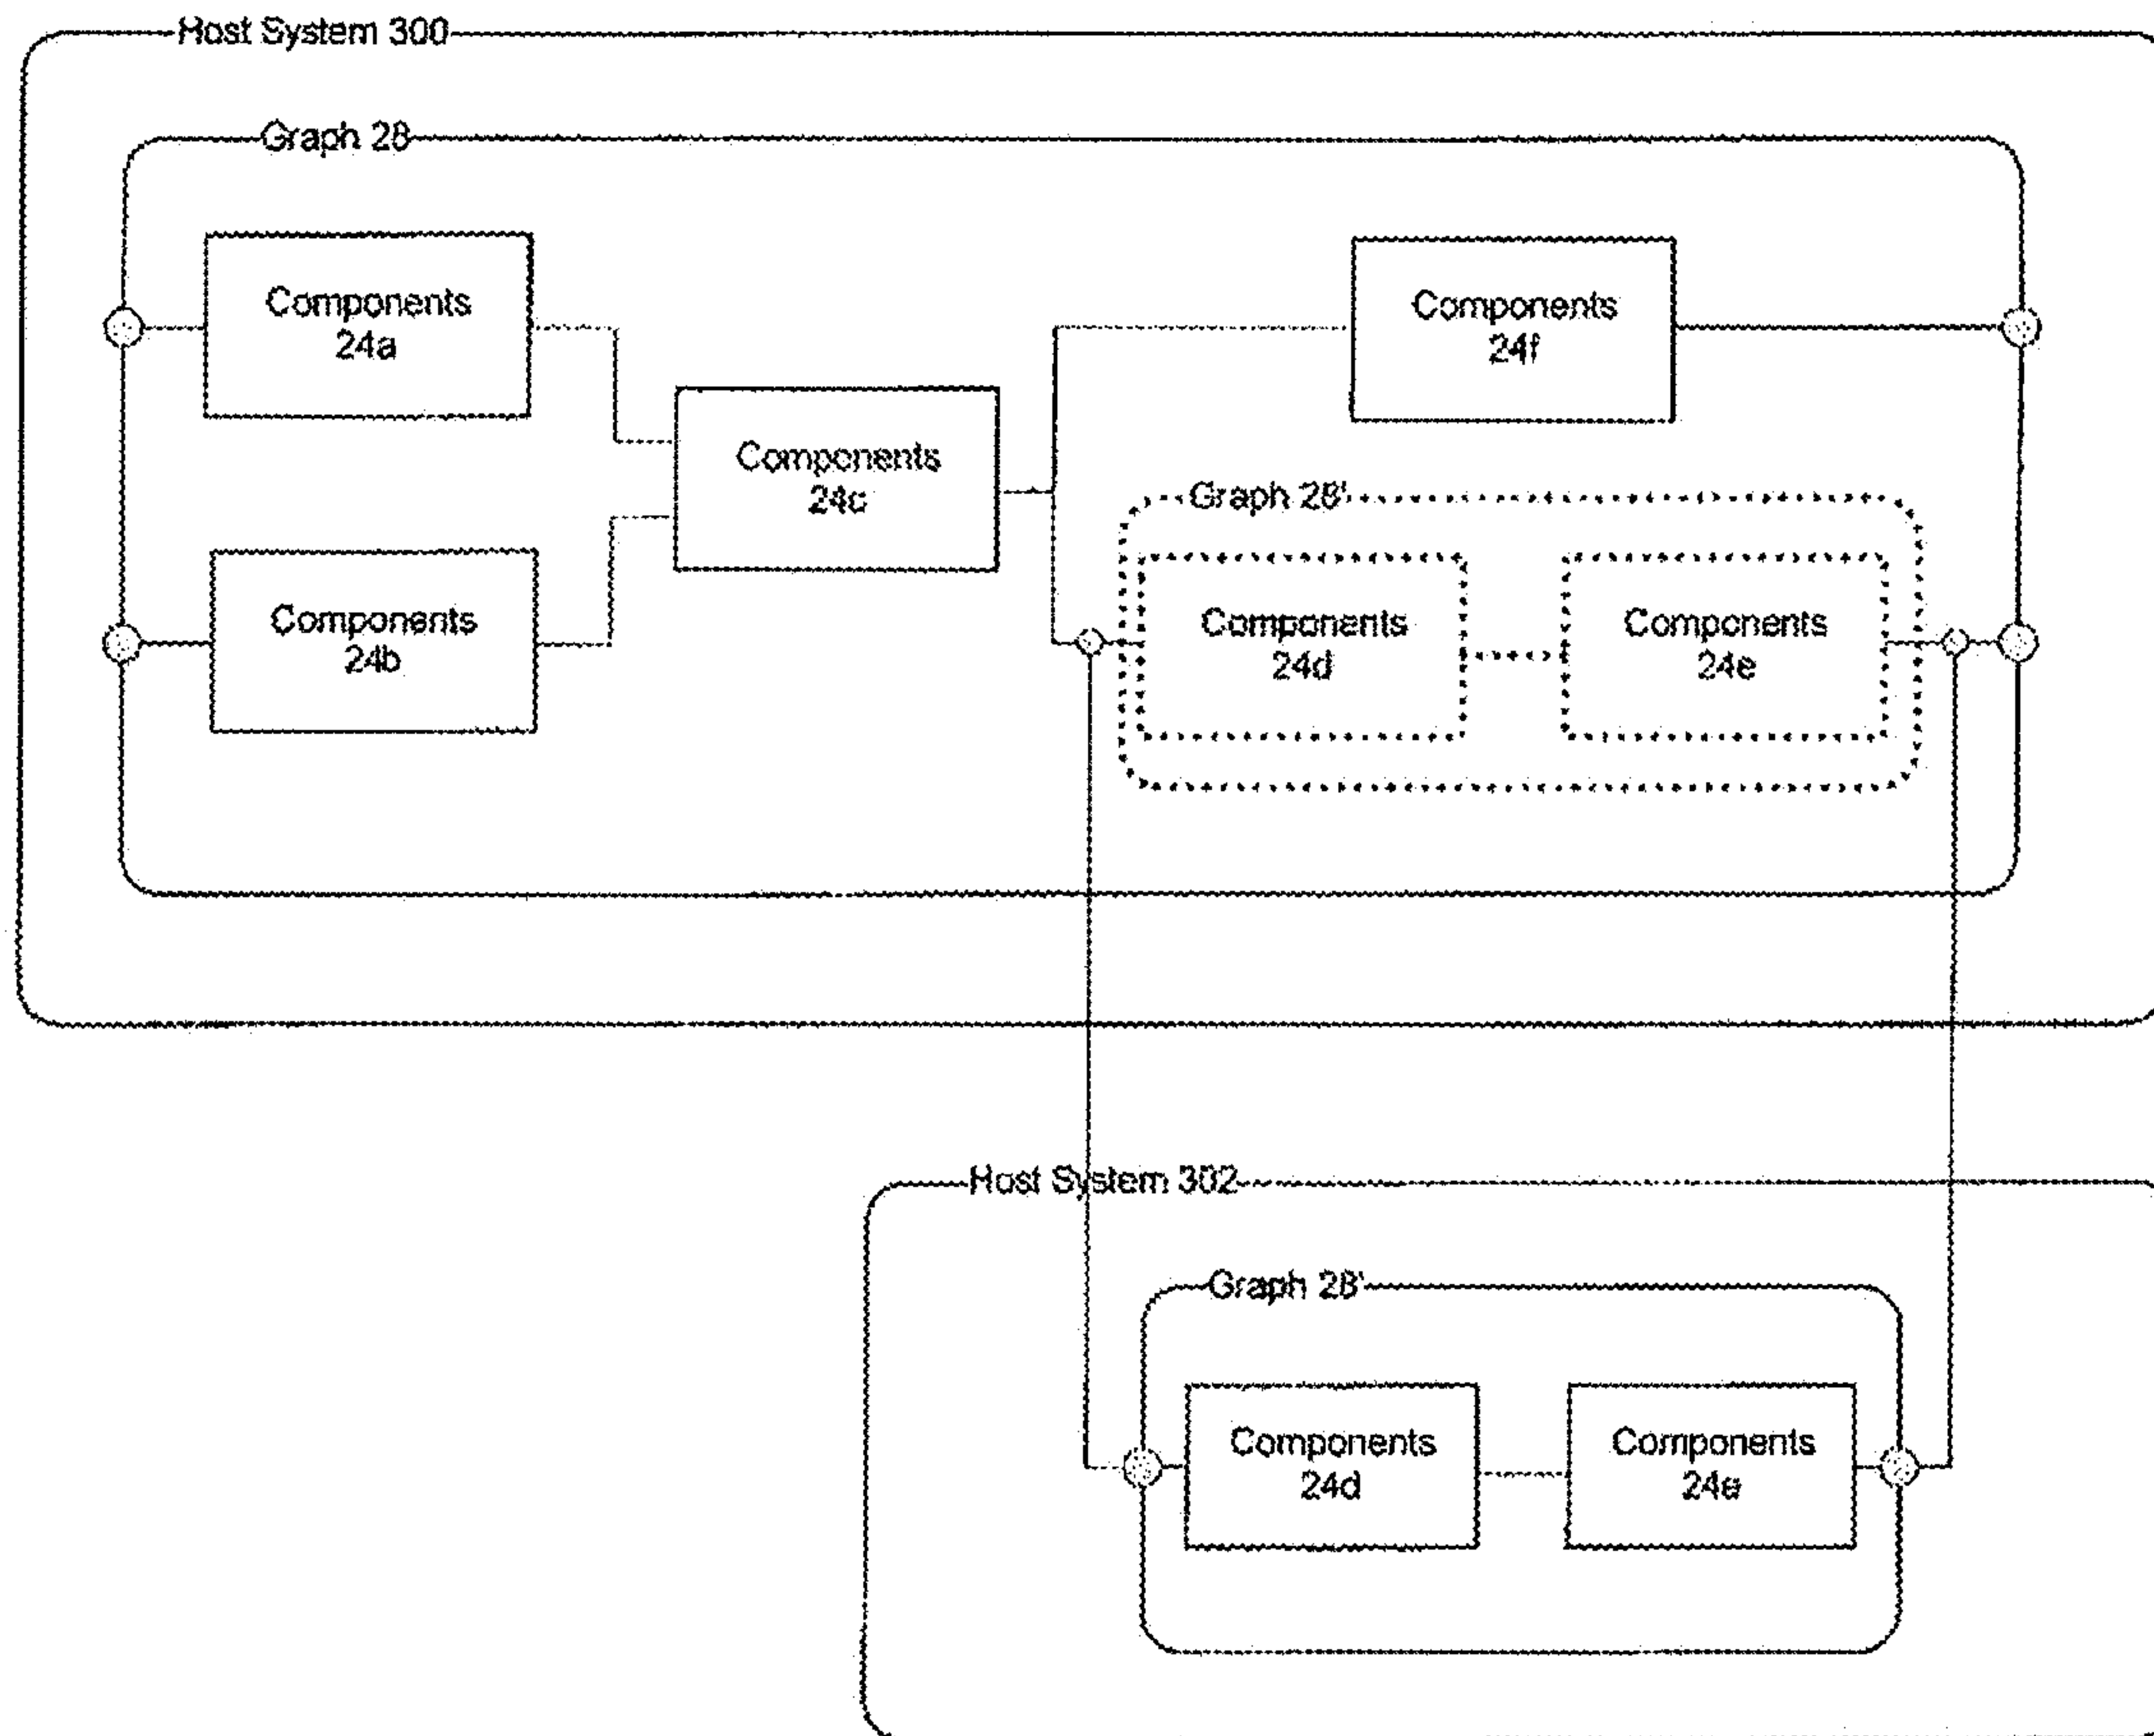 Host System 300
Graph 28
Components
24a
Components
24f
Components
24c
Graph 28'
Components
24b
Components
24d
Components
24e
Host System 302
Graph 28'
Components
24d
Components
24e